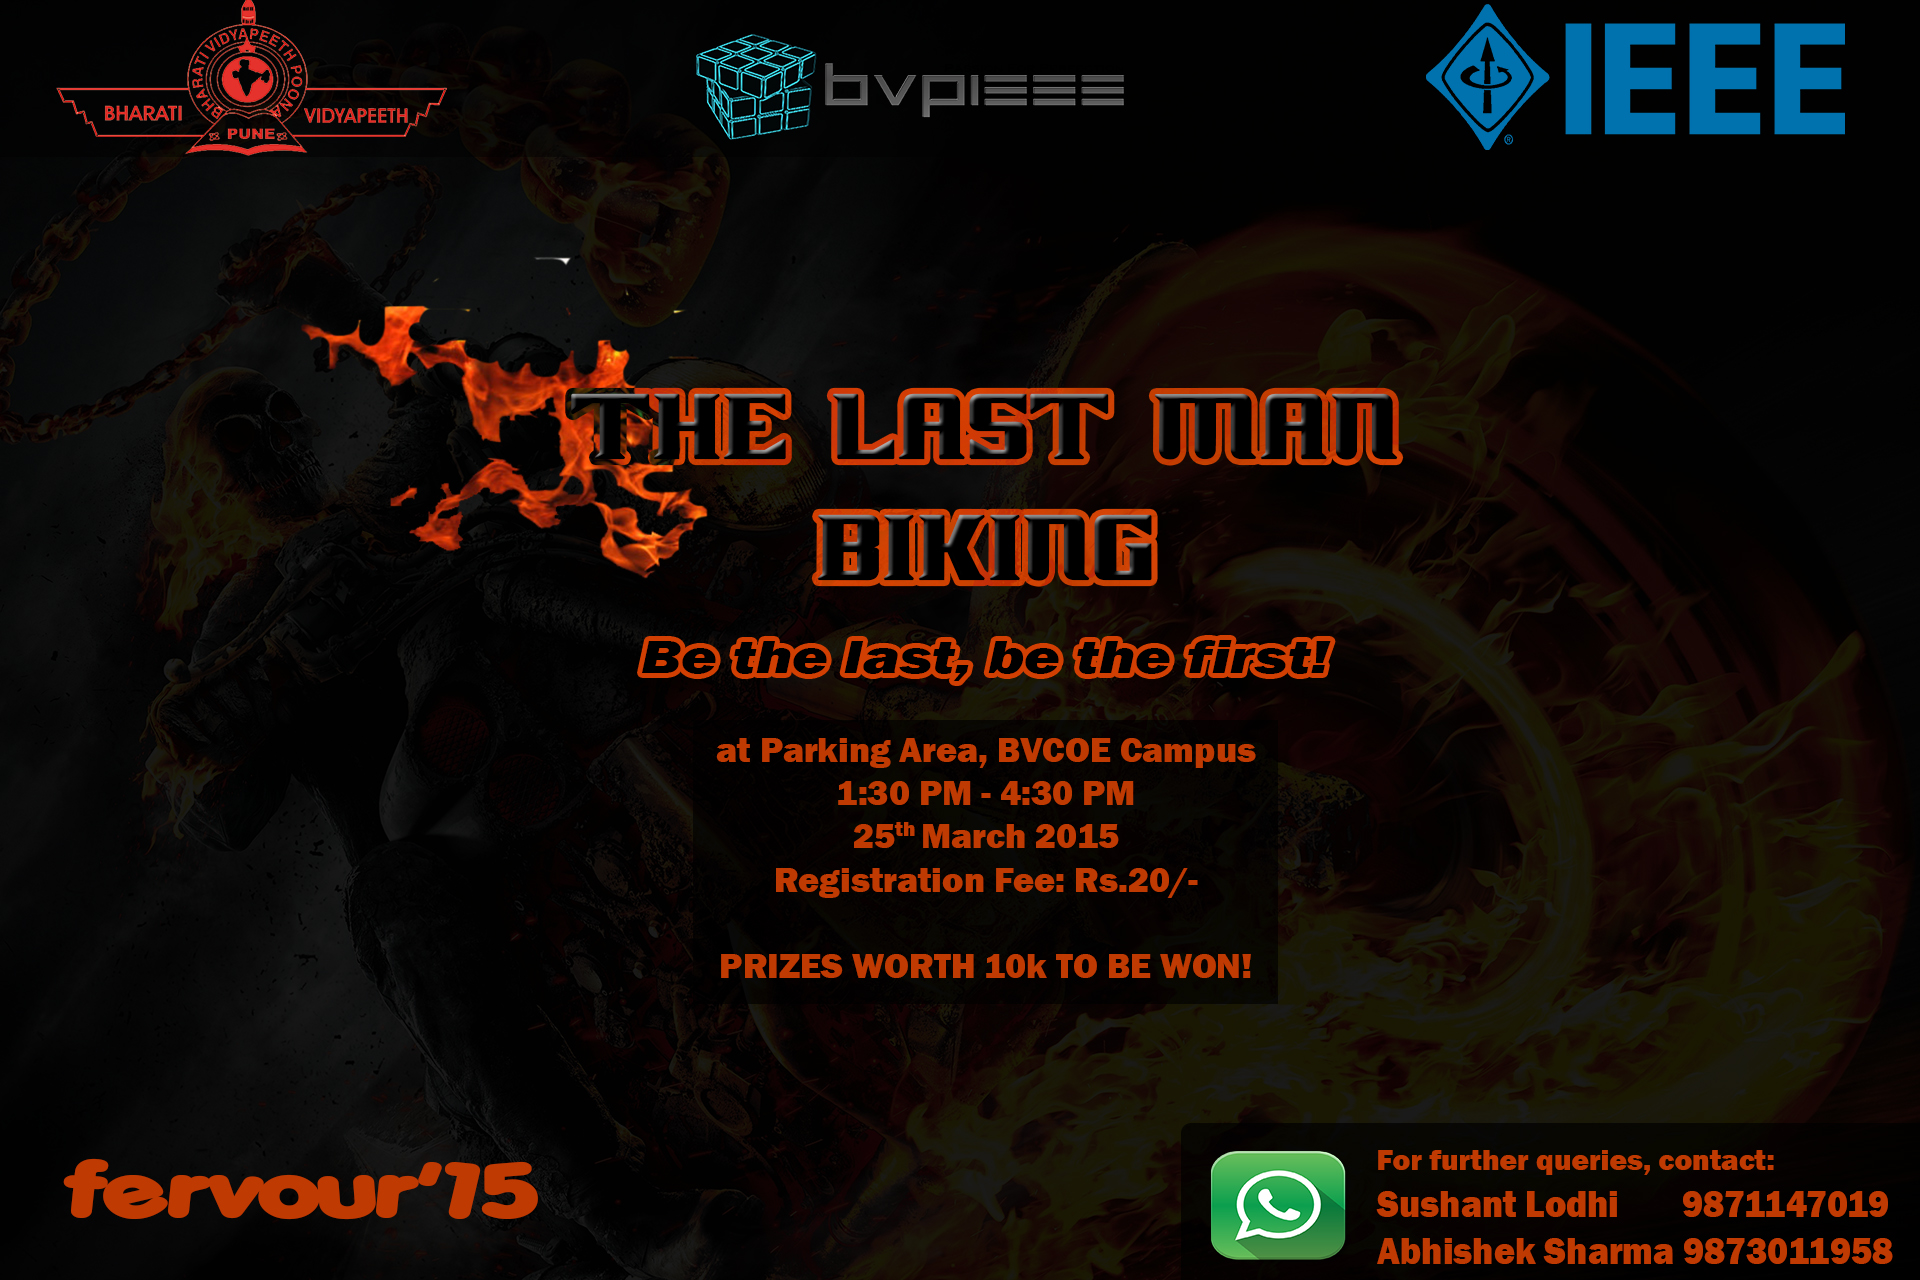 BHARATI VIDYAPEETH POONA
BHARATI
VIDYAPEETH
PUNE
bvpIEEE
IEEE
®
THE LAST MAN
BIKING
Be the last, be the first!
at Parking Area, BVCOE Campus
1:30 PM - 4:30 PM
25th March 2015
Registration Fee: Rs.20/-
PRIZES WORTH 10k TO BE WON!
fervour'15
For further queries, contact:
Sushant Lodhi 9871147019
Abhishek Sharma 9873011958